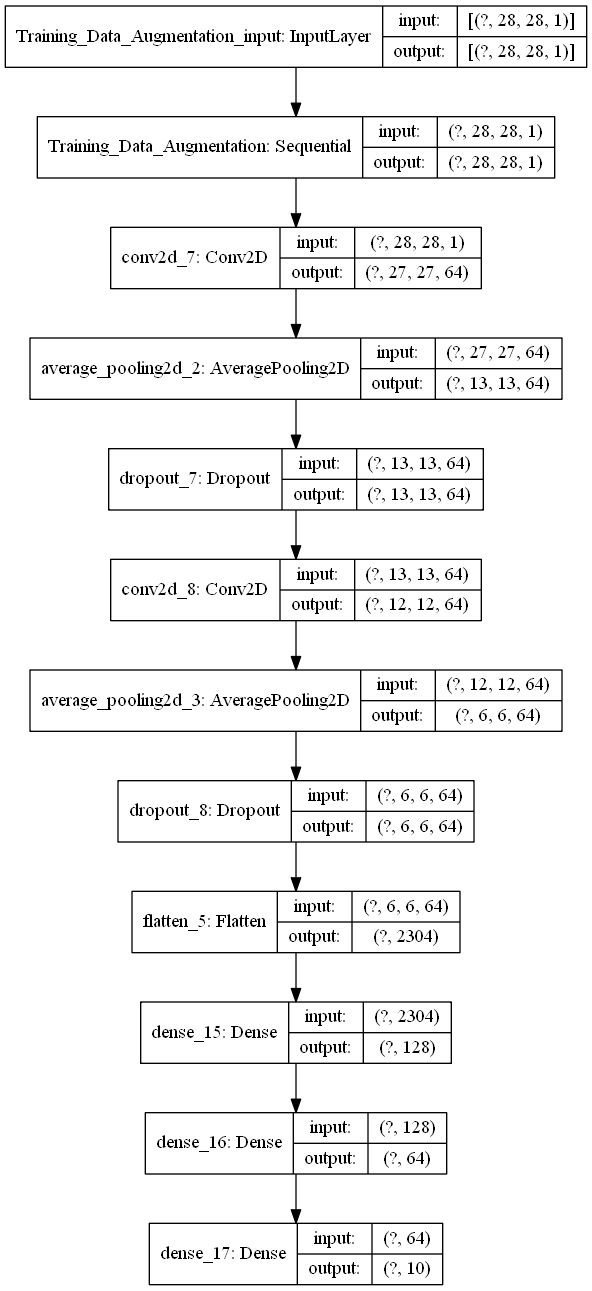 Training_Data_Augmentation_input: InputLayer
input: [(?, 28, 28, 1)]
output: [(?, 28, 28, 1)]
Training_Data_Augmentation: Sequential
input: (?, 28, 28, 1)
output: (?, 28, 28, 1)
conv2d_7: Conv2D
input: (?, 28, 28, 1)
output: (?, 27, 27, 64)
average_pooling2d_2: AveragePooling2D
input: (?, 27, 27, 64)
output: (?, 13, 13, 64)
dropout_7: Dropout
input: (?, 13, 13, 64)
output: (?, 13, 13, 64)
conv2d_8: Conv2D
input: (?, 13, 13, 64)
output: (?, 12, 12, 64)
average_pooling2d_3: AveragePooling2D
input: (?, 12, 12, 64)
output: (?, 6, 6, 64)
dropout_8: Dropout
input: (?, 6, 6, 64)
output: (?, 6, 6, 64)
flatten_5: Flatten
input: (?, 6, 6, 64)
output: (?, 2304)
dense_15: Dense
input: (?, 2304)
output: (?, 128)
dense_16: Dense
input: (?, 128)
output: (?, 64)
dense_17: Dense
input: (?, 64)
output: (?, 10)